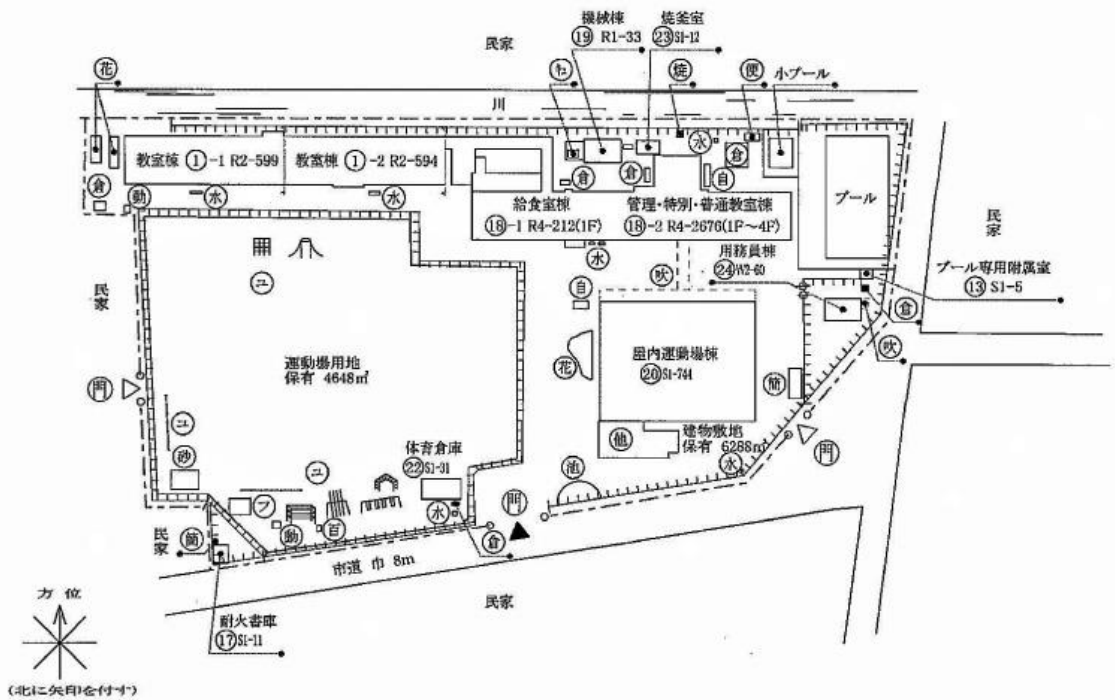 機械棟
⑲ R1-33
焼釜室
㉓S1-12
民家
花
焼
便
小プール
川
水
教室棟 ①-1 R2-599
教室棟 ①-2 R2-594
倉
倉
倉
自
倉
動
水
水
給食室棟
⑱-1 R4-212(1F)
管理・特別・普通教室棟
⑱-2 R4-2676(1F～4F)
プール
民家
水
吹
用務員棟
㉔W2-60
プール専用附属室
⑬ S1-5
倉
吹
自
ユ
民家
運動場用地
保有 4648㎡
花
屋内運動場棟
⑳S1-744
簡
門
ユ
砂
体育倉庫
㉒S1-31
他
建物敷地
保有 6288㎡
水
門
池
ユ
フ
動
百
水
倉
門
民家
簡
市道 巾 8m
民家
耐火書庫
⑰S1-11
方位
(北に矢印を付す)